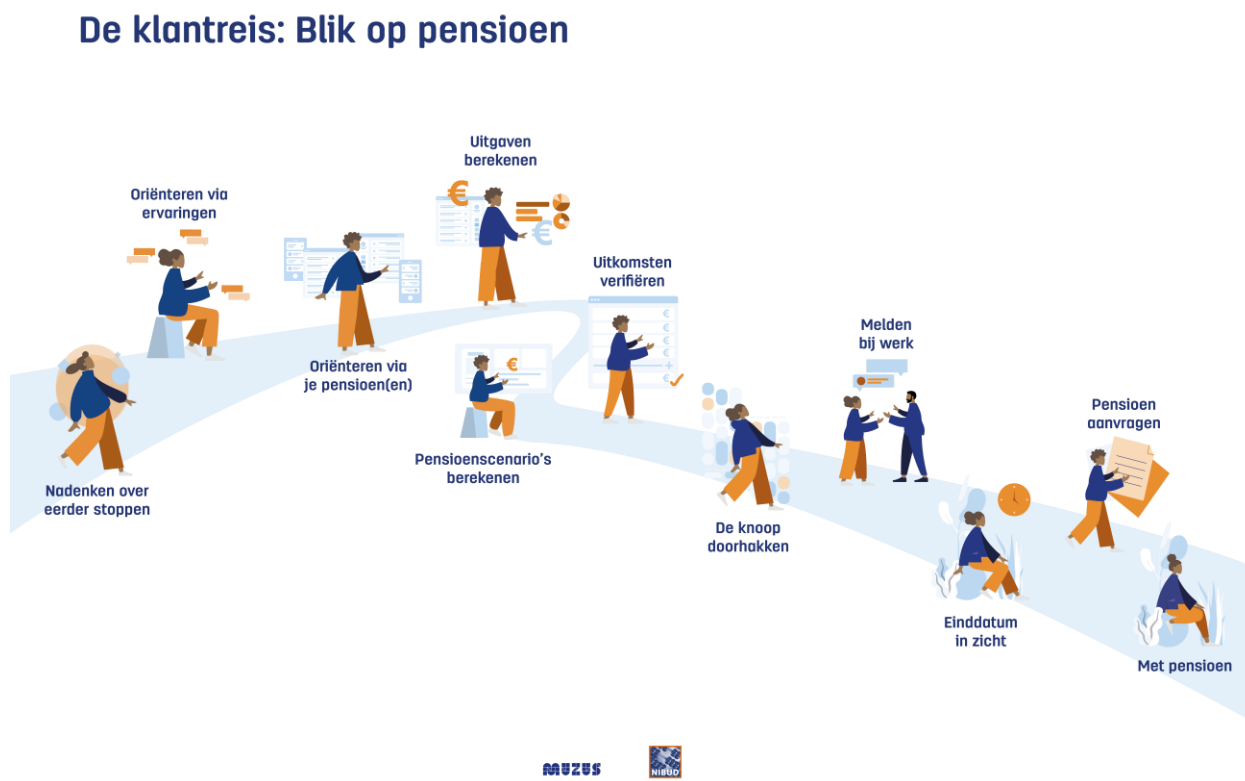 De klantreis: Blik op pensioen
Nadenken over
eerder stoppen
Oriënteren via
ervaringen
Oriënteren via
je pensioen(en)
Uitgaven
berekenen
€
€
Pensioenscenario's
berekenen
€
Uitkomsten
verifiëren
€
€
€
€
+
€
De knoop
doorhakken
Melden
bij werk
Einddatum
in zicht
Pensioen
aanvragen
Met pensioen
MUZUS
NIBUD